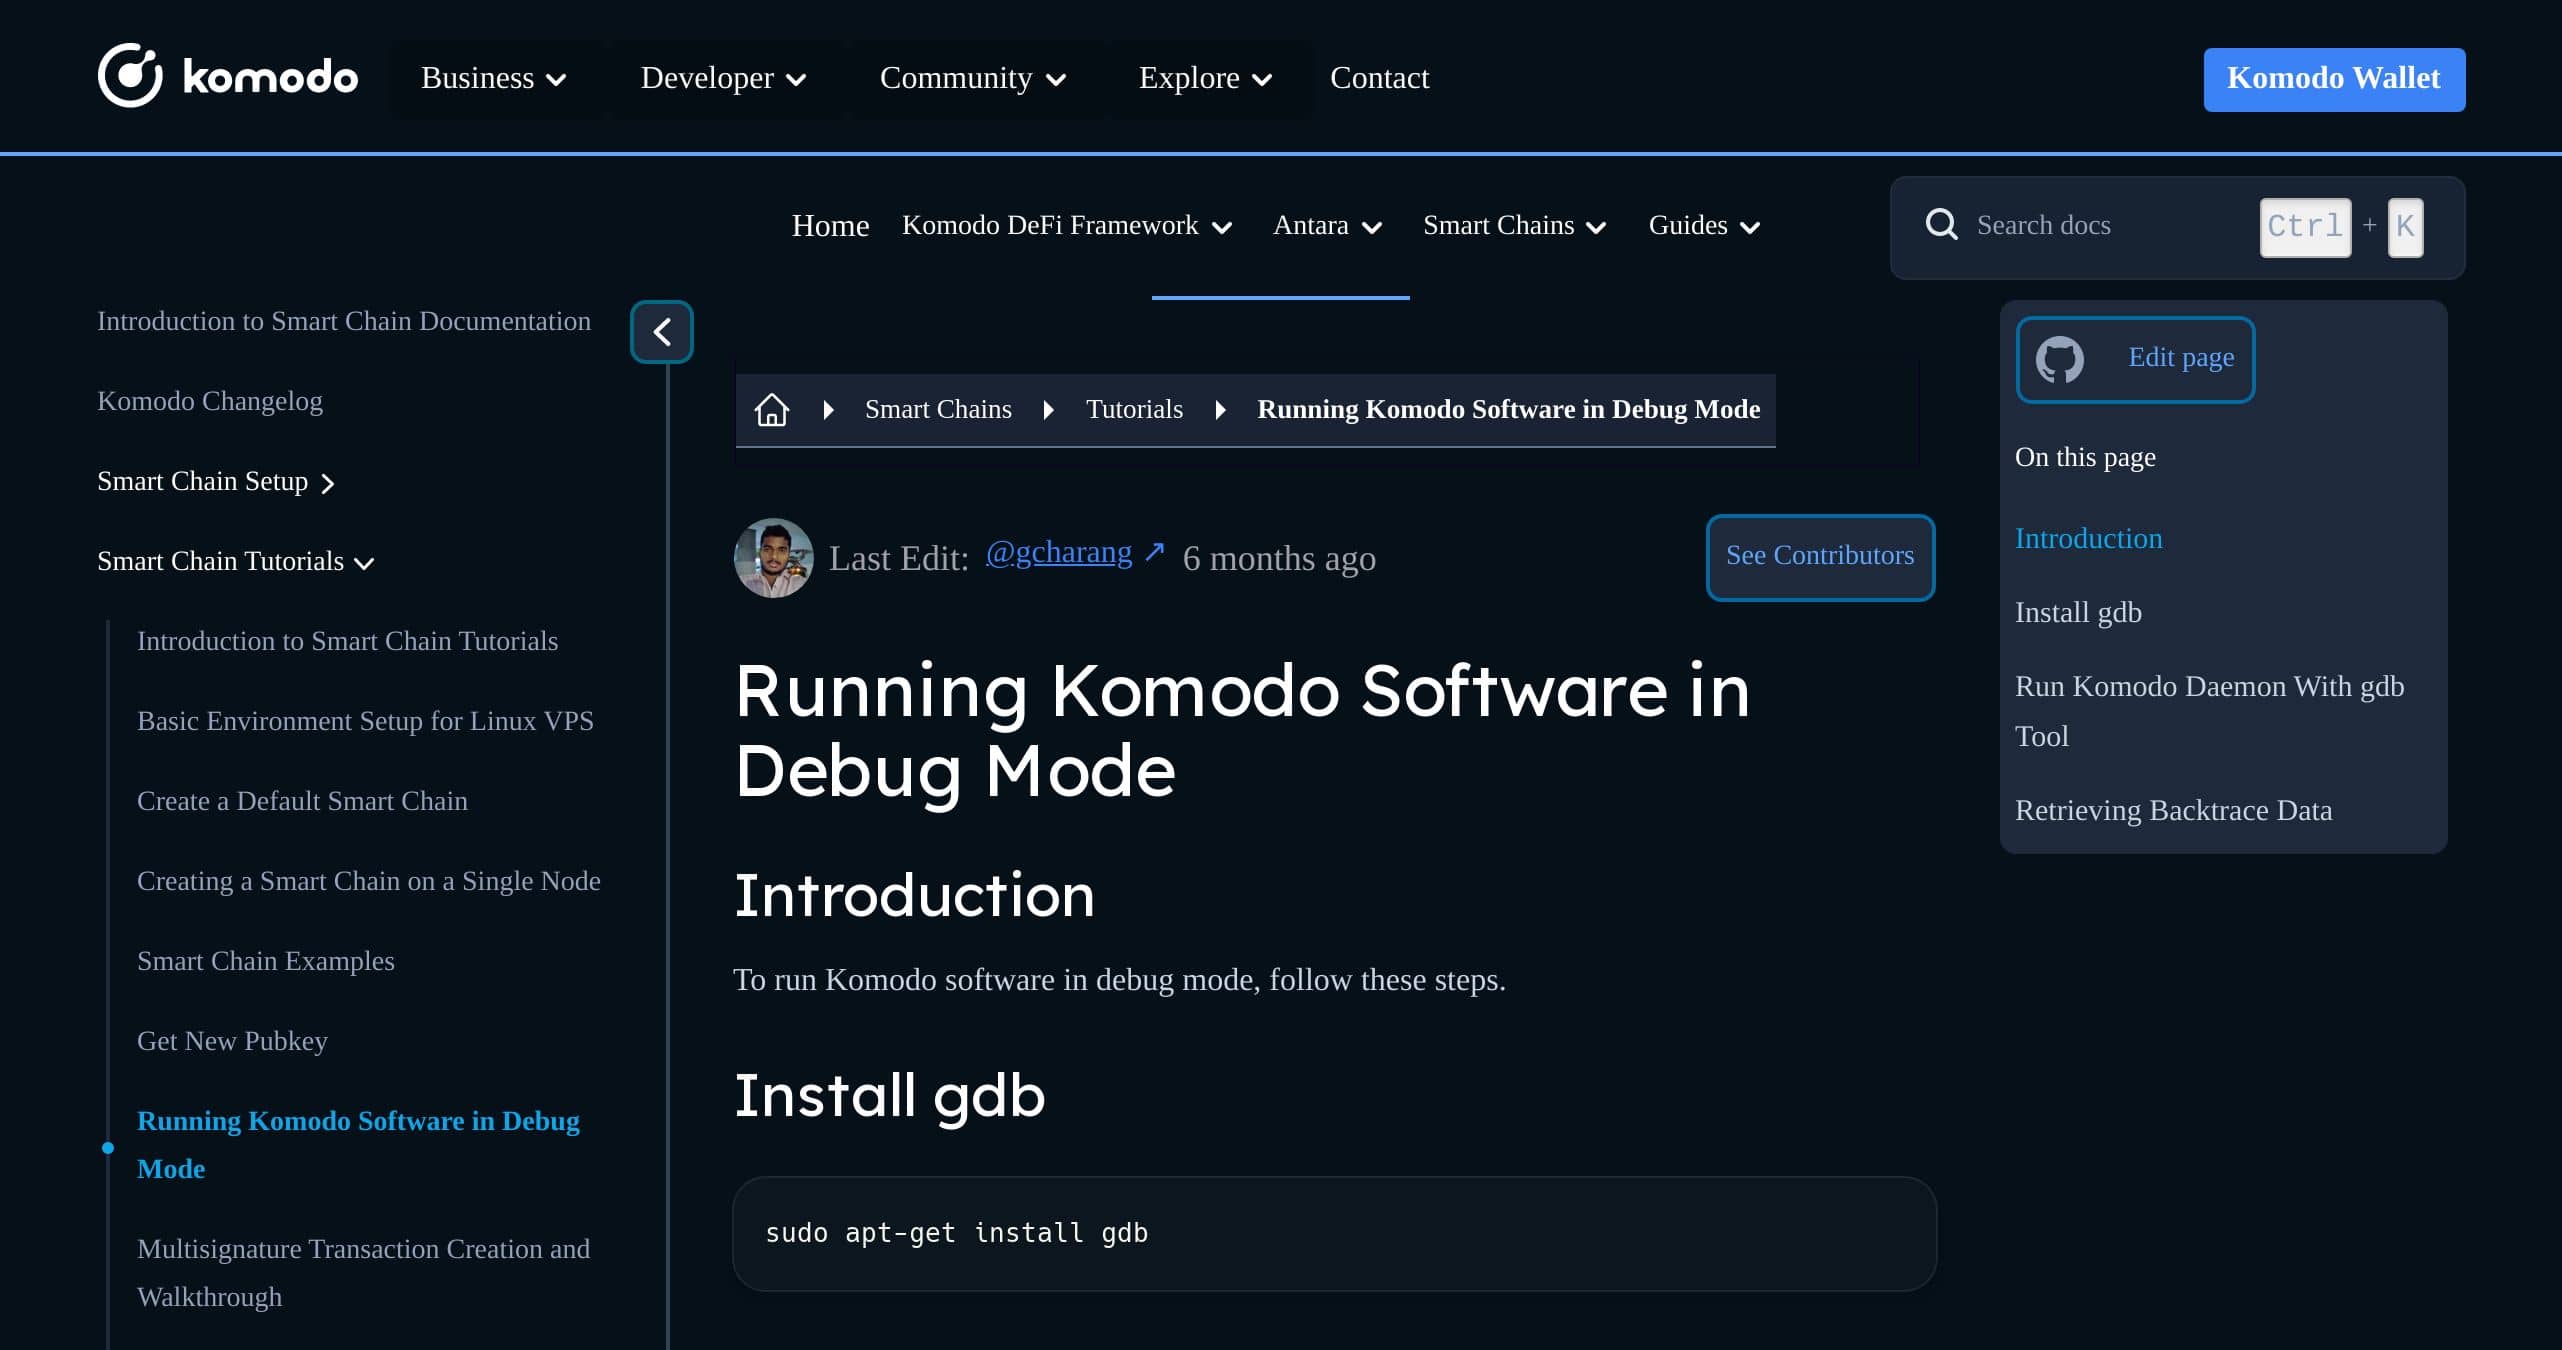 komodo
Business
Developer
Community
Explore
Contact
Komodo Wallet
Home
Komodo DeFi Framework
Antara
Smart Chains
Guides
Search docs
Ctrl + K
Introduction to Smart Chain Documentation
Komodo Changelog
Smart Chain Setup
Smart Chain Tutorials
Introduction to Smart Chain Tutorials
Basic Environment Setup for Linux VPS
Create a Default Smart Chain
Creating a Smart Chain on a Single Node
Smart Chain Examples
Get New Pubkey
Running Komodo Software in Debug
Mode
Multisignature Transaction Creation and
Walkthrough
Smart Chains
Tutorials
Running Komodo Software in Debug Mode
Last Edit: @gcharang ↗ 6 months ago
See Contributors
Running Komodo Software in
Debug Mode
Introduction
To run Komodo software in debug mode, follow these steps.
Install gdb
sudo apt-get install gdb
Edit page
On this page
Introduction
Install gdb
Run Komodo Daemon With gdb
Tool
Retrieving Backtrace Data